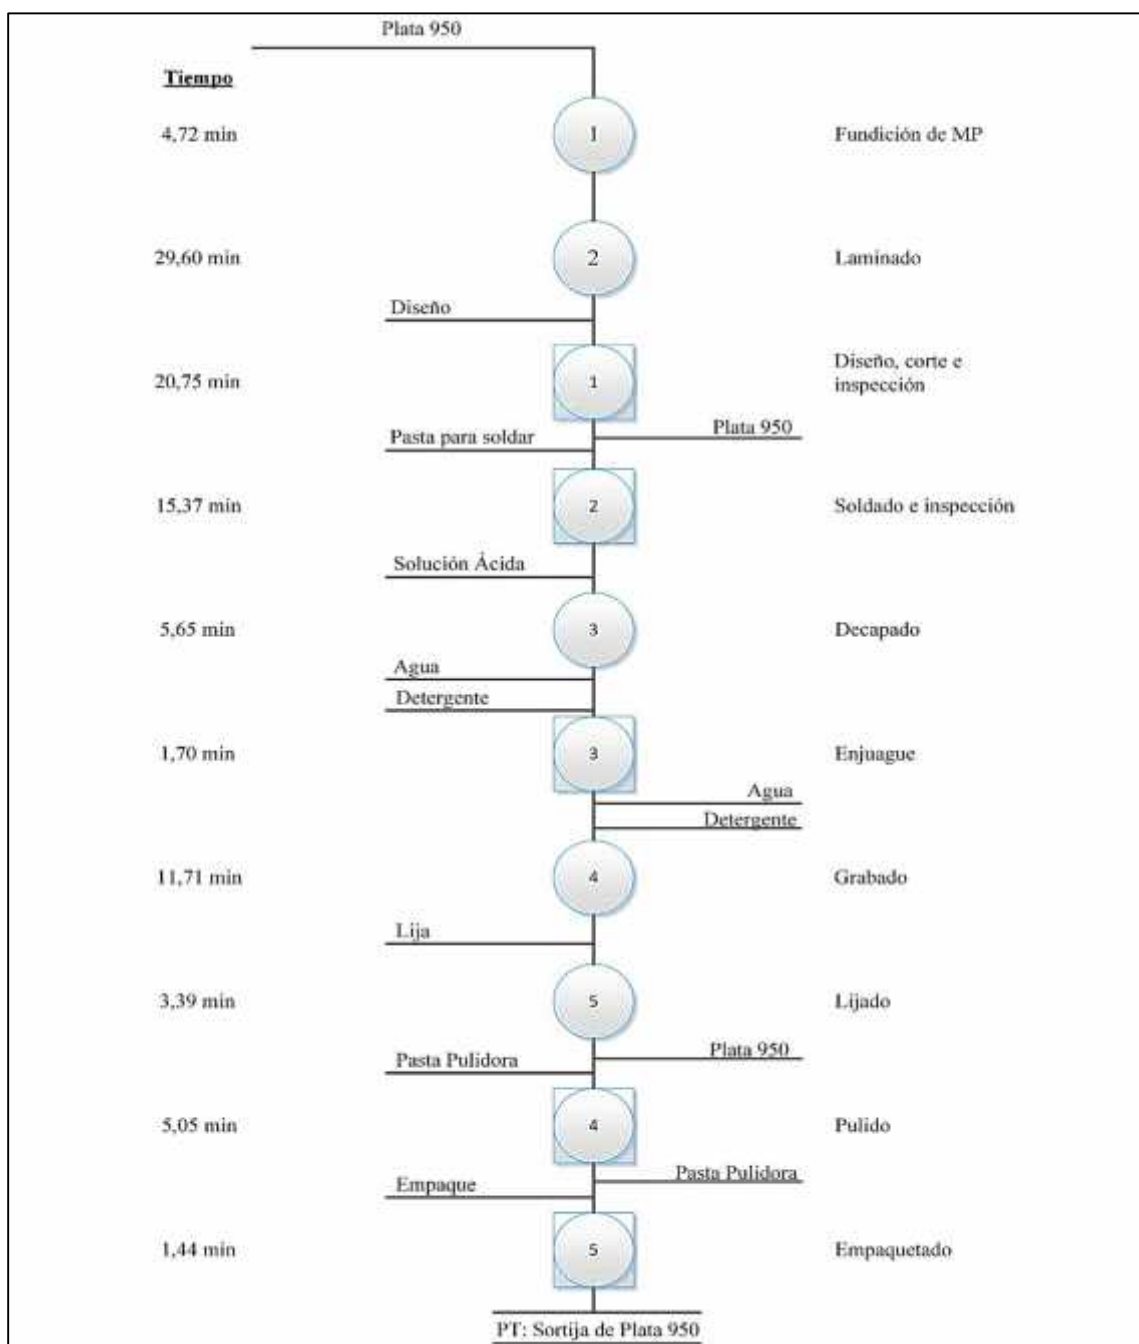 Plata 950
Tiempo
4,72 min
1
Fundición de MP
29,60 min
2
Laminado
Diseño
20,75 min
1
Diseño, corte e
inspección
Plata 950
Pasta para soldar
15,37 min
2
Soldado e inspección
Solución Ácida
5,65 min
3
Decapado
Agua
Detergente
1,70 min
3
Enjuague
Agua
Detergente
11,71 min
4
Grabado
Lija
3,39 min
5
Lijado
Plata 950
Pasta Pulidora
5,05 min
4
Pulido
Pasta Pulidora
Empaque
1,44 min
5
Empaquetado
PT: Sortija de Plata 950